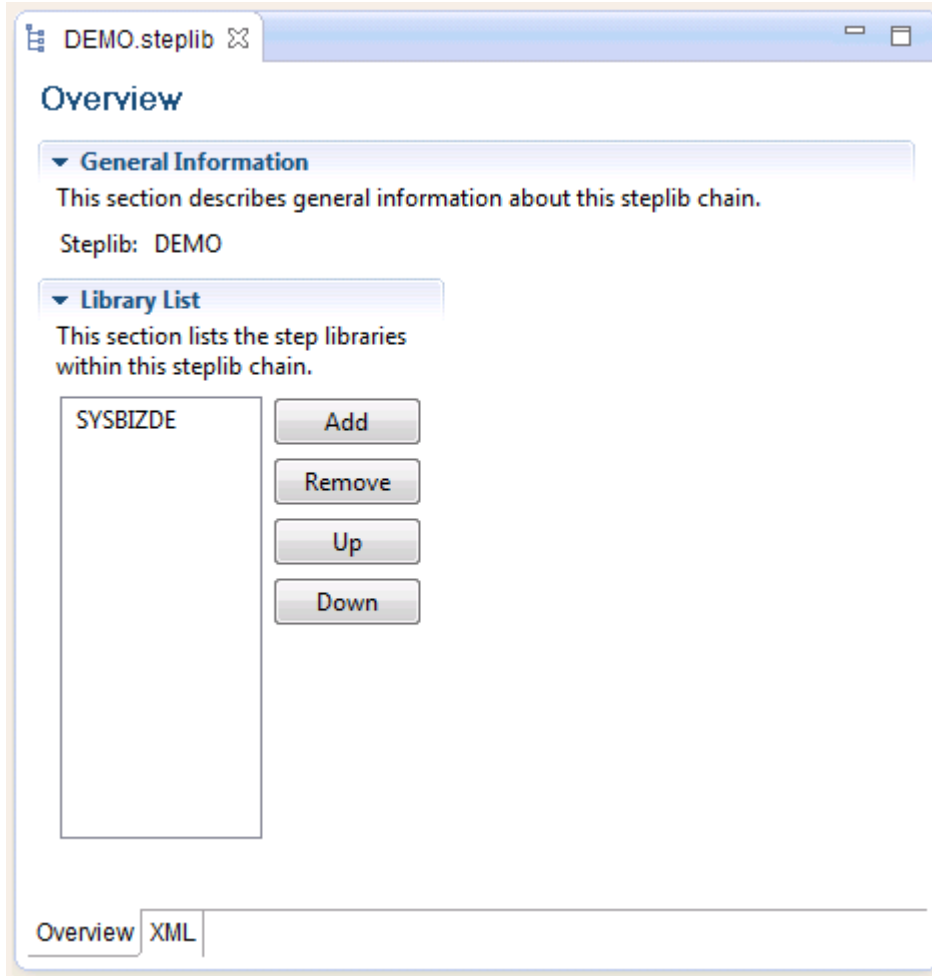 DEMO.steplib
Overview
General Information
This section describes general information about this steplib chain.
Steplib: DEMO
Library List
This section lists the step libraries
within this steplib chain.
SYSBIZDE
Add
Remove
Up
Down
Overview XML